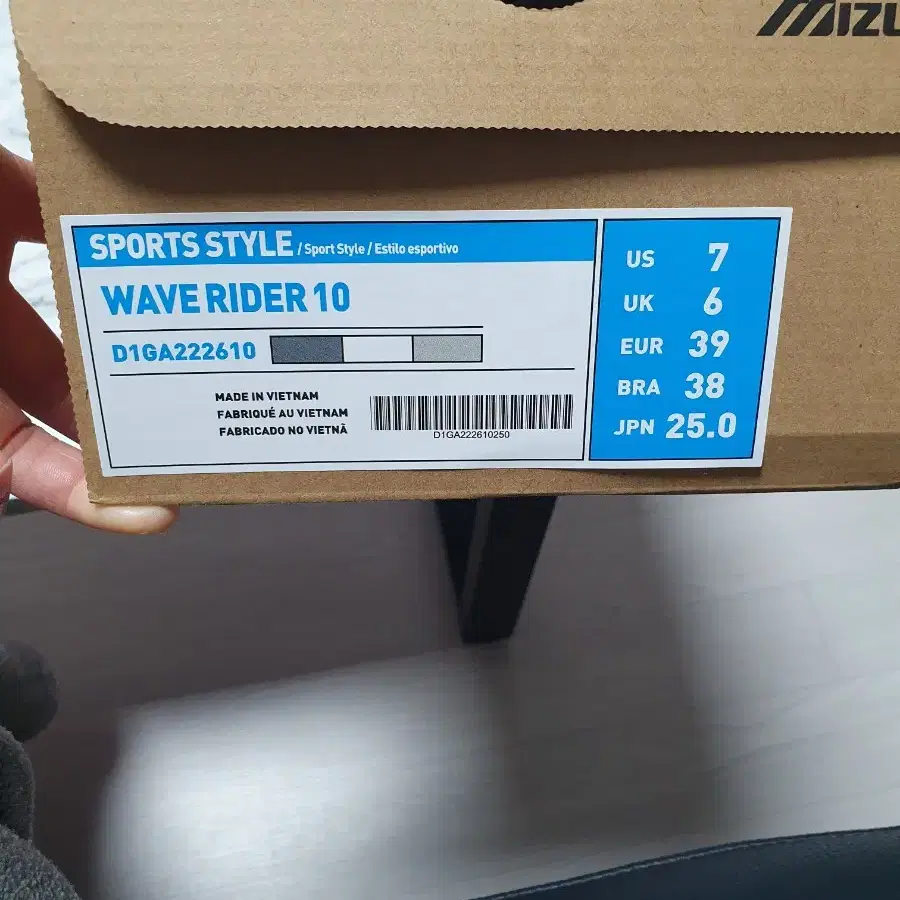 SPORTS STYLE / Sport Style / Estilo esportivo
WAVE RIDER 10
D1GA222610
MADE IN VIETNAM
FABRIQUÉ AU VIETNAM
FABRICADO NO VIETNÃ
D1GA222610250
US 7
UK 6
EUR 39
BRA 38
JPN 25.0